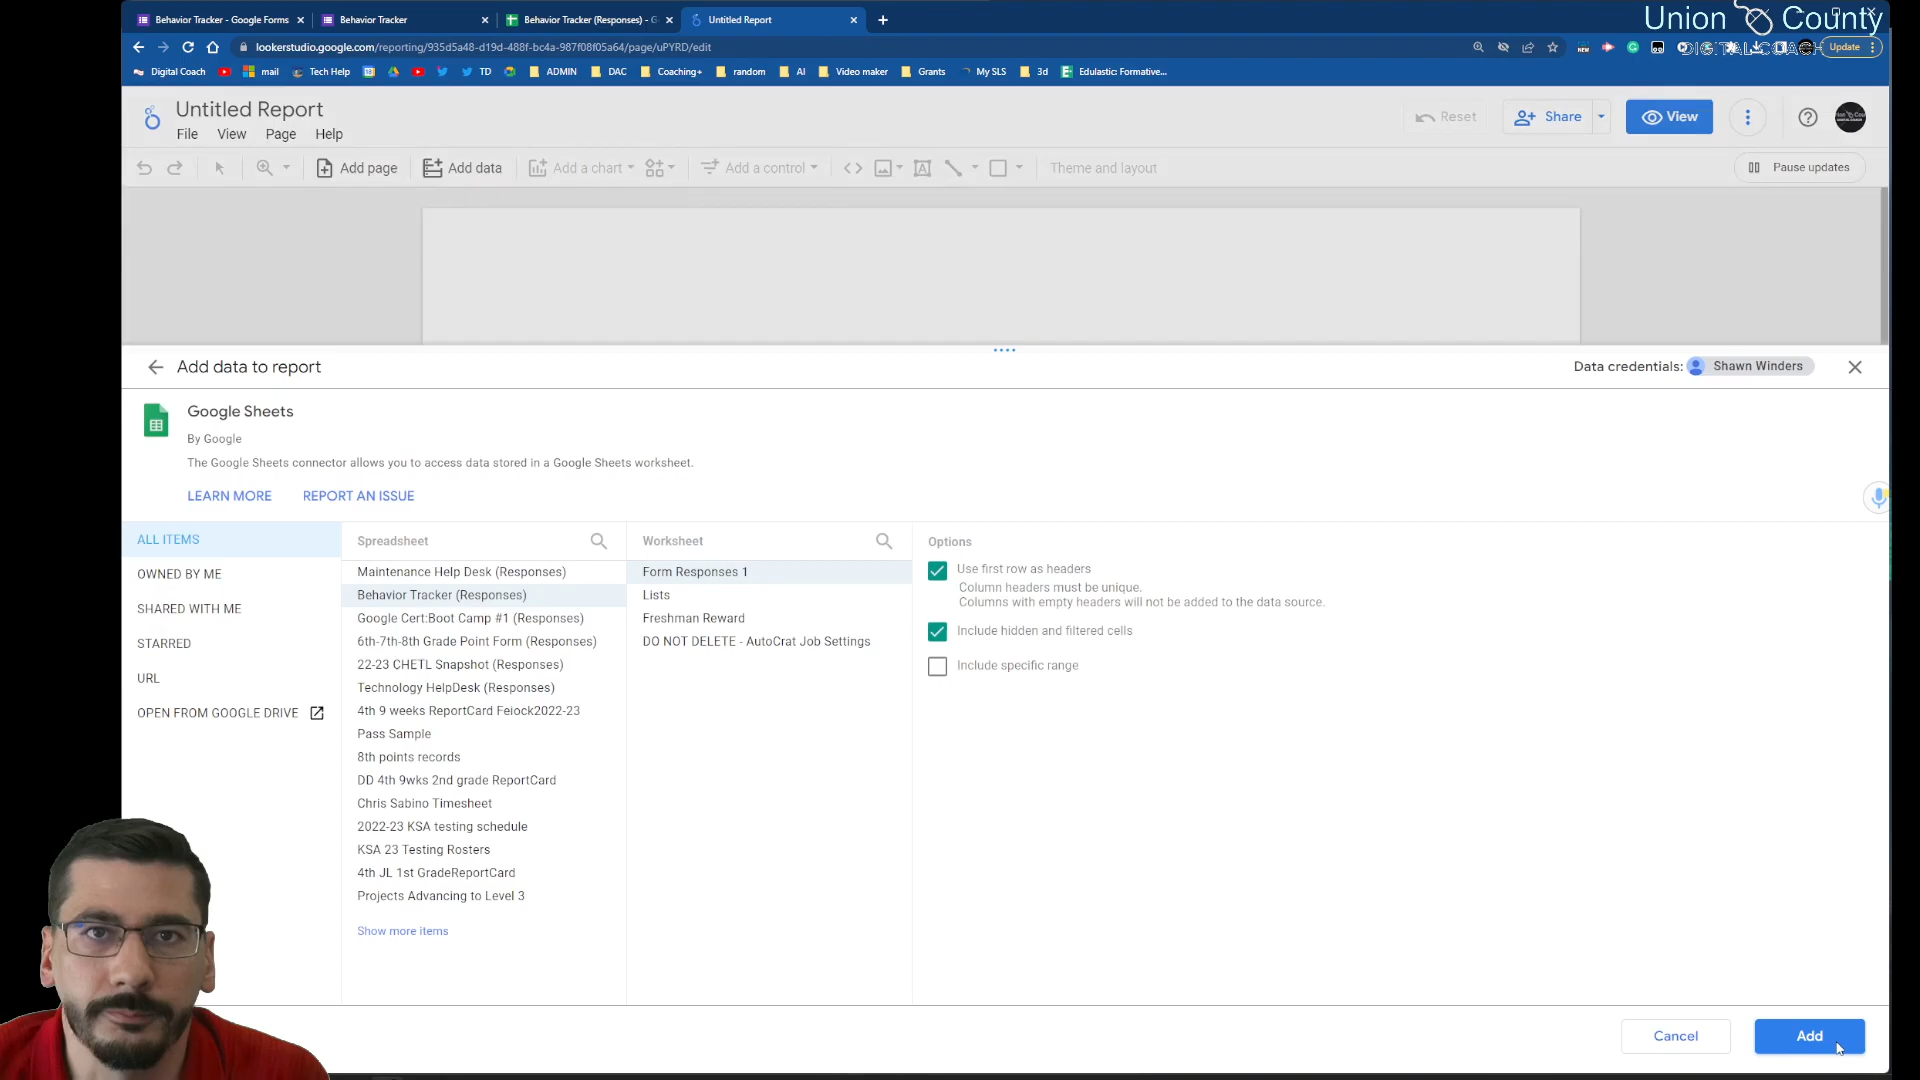 Behavior Tracker - Google Forms
Behavior Tracker
Behavior Tracker (Responses) - G
Untitled Report
Union County
DIGITAL COACH
lookerstudio.google.com/reporting/935d5a48-d19d-488f-bc4a-987f08f05a64/page/uPYRD/edit
NEW
Update
Digital Coach
mail
Tech Help
TD
ADMIN
DAC
Coaching+
random
AI
Video maker
Grants
My SLS
3d
Edulastic: Formative...
Untitled Report
File View Page Help
Reset
Share
View
Add page
Add data
Add a chart
Add a control
Theme and layout
Pause updates
Add data to report
Data credentials: Shawn Winders
Google Sheets
By Google
The Google Sheets connector allows you to access data stored in a Google Sheets worksheet.
LEARN MORE
REPORT AN ISSUE
ALL ITEMS
OWNED BY ME
SHARED WITH ME
STARRED
URL
OPEN FROM GOOGLE DRIVE
Spreadsheet
Maintenance Help Desk (Responses)
Behavior Tracker (Responses)
Google Cert:Boot Camp #1 (Responses)
6th-7th-8th Grade Point Form (Responses)
22-23 CHETL Snapshot (Responses)
Technology HelpDesk (Responses)
4th 9 weeks ReportCard Feiock2022-23
Pass Sample
8th points records
DD 4th 9wks 2nd grade ReportCard
Chris Sabino Timesheet
2022-23 KSA testing schedule
KSA 23 Testing Rosters
4th JL 1st GradeReportCard
Projects Advancing to Level 3
Show more items
Worksheet
Form Responses 1
Lists
Freshman Reward
DO NOT DELETE - AutoCrat Job Settings
Options
Use first row as headers
Column headers must be unique.
Columns with empty headers will not be added to the data source.
Include hidden and filtered cells
Include specific range
Cancel
Add